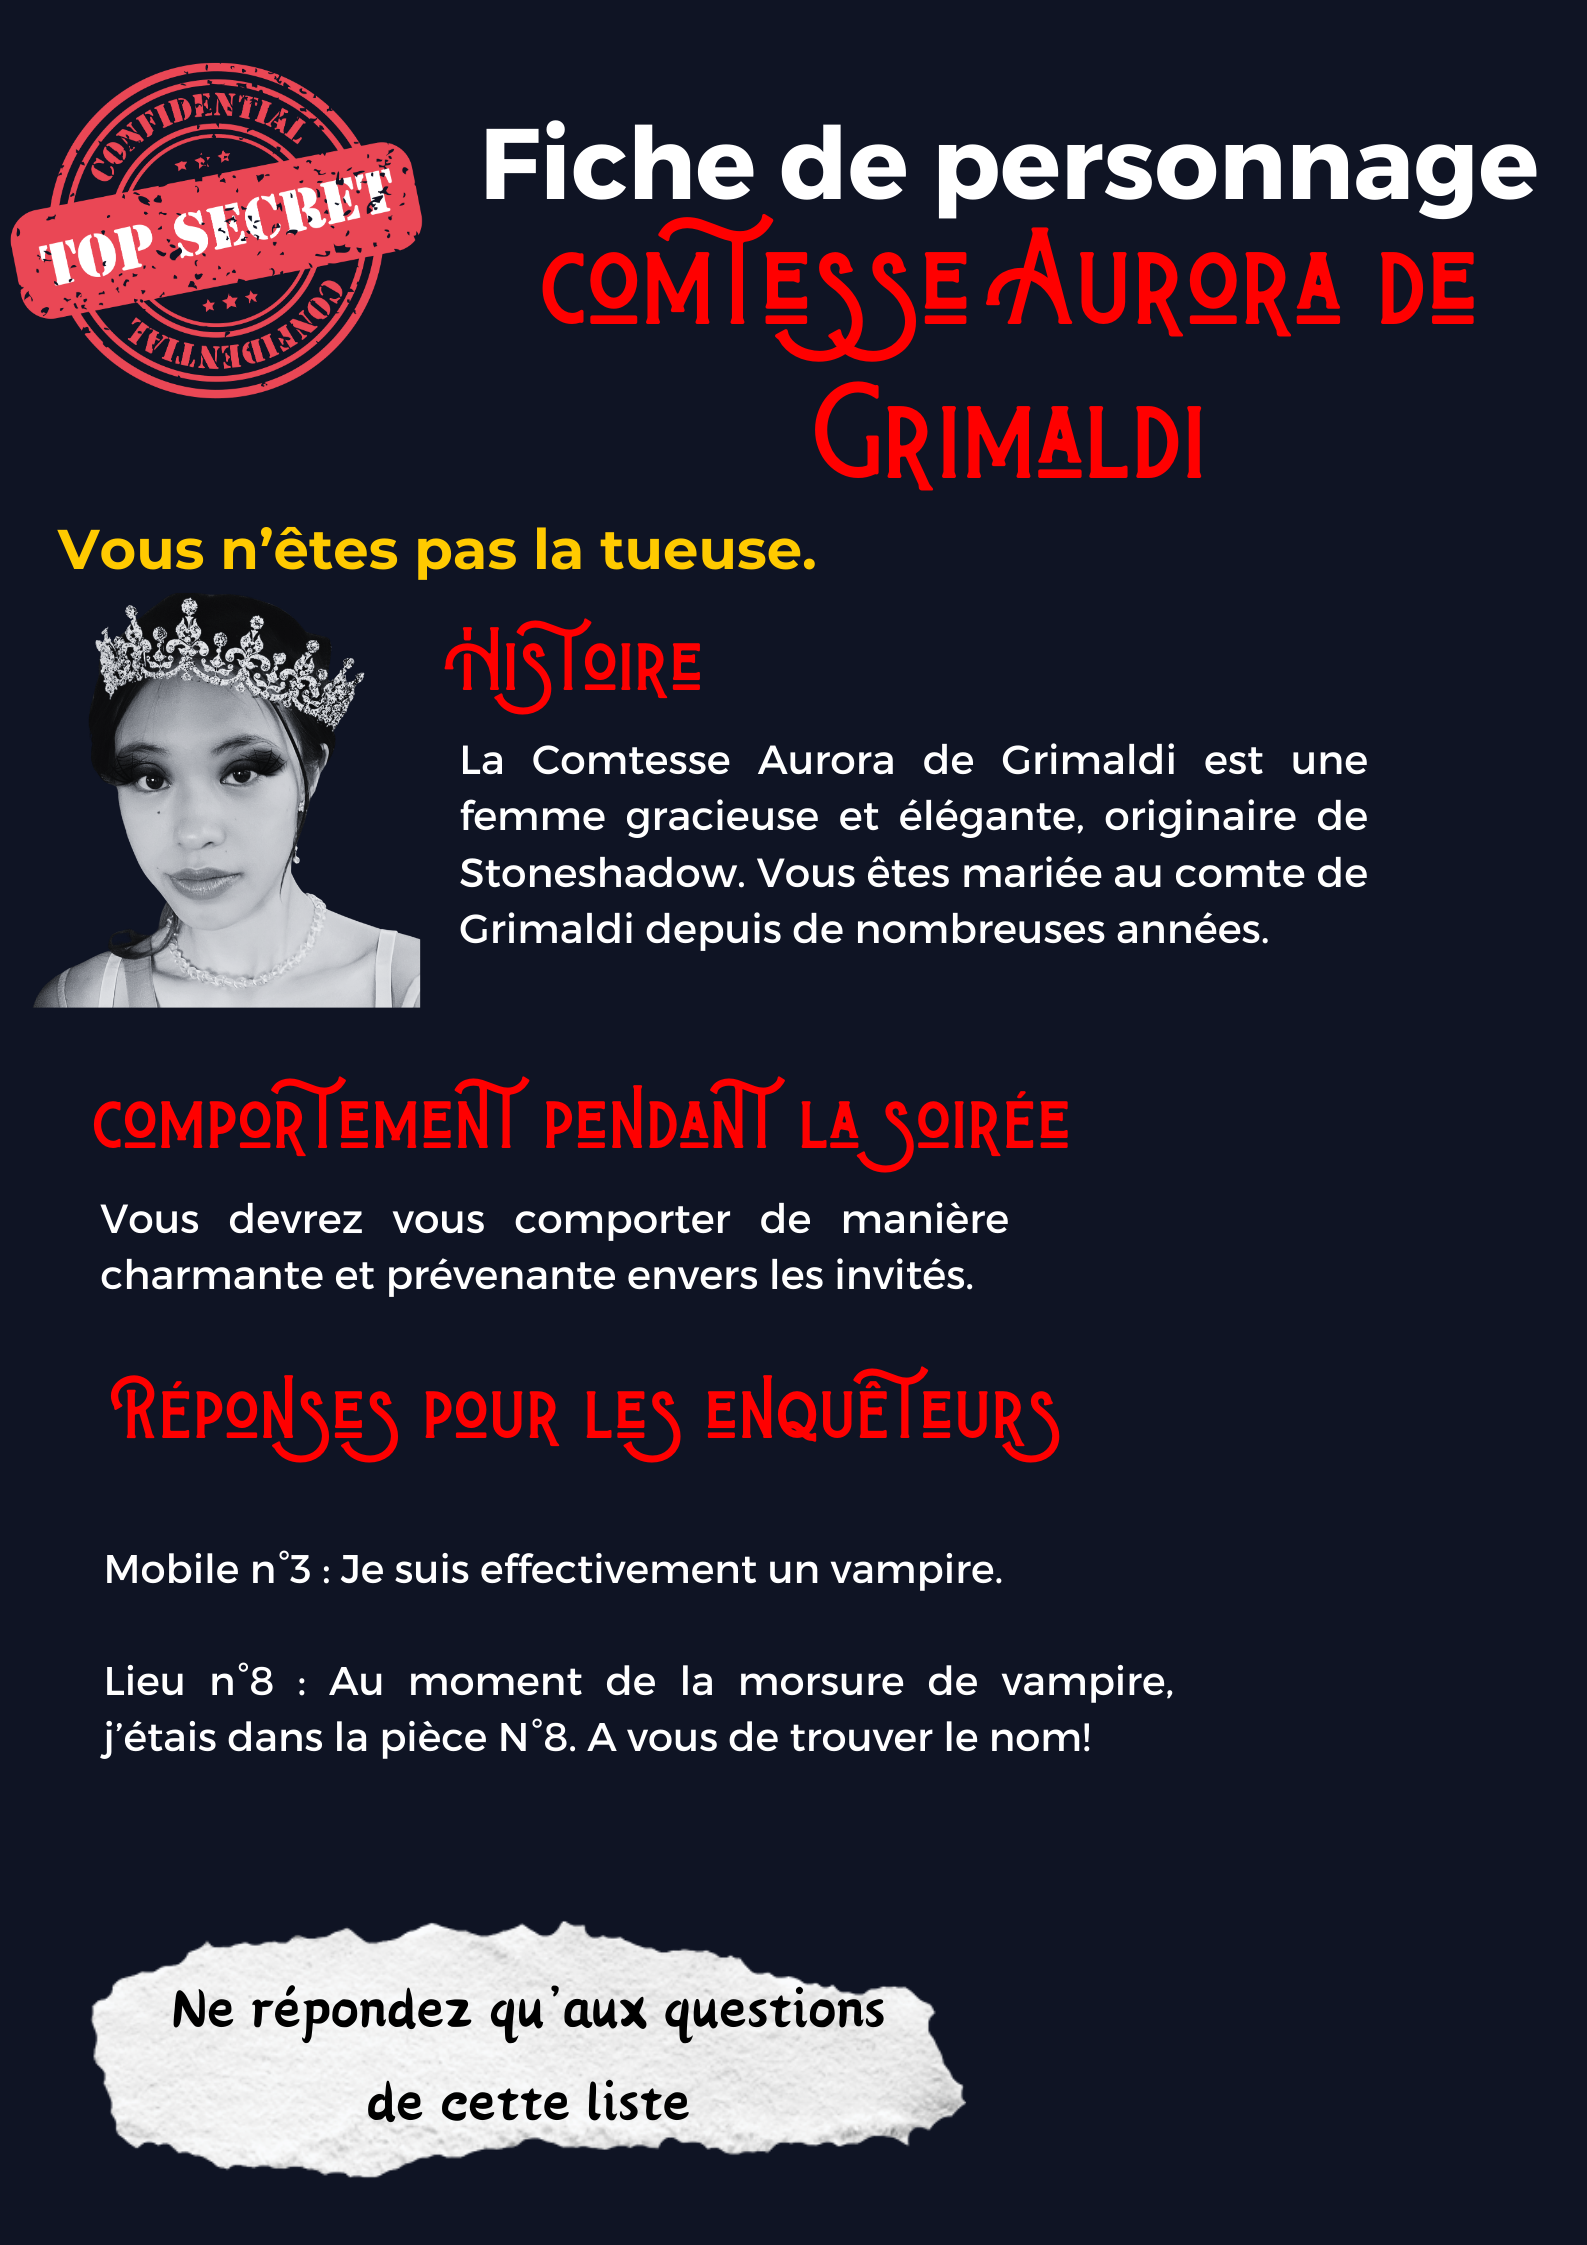 CONFIDENTIAL
TOP SECRET
CONFIDENTIAL
Fiche de personnage
comtesse Aurora de
Grimaldi
Vous n’êtes pas la tueuse.
Histoire
La Comtesse Aurora de Grimaldi est une
femme gracieuse et élégante, originaire de
Stoneshadow. Vous êtes mariée au comte de
Grimaldi depuis de nombreuses années.
comportement pendant la soirée
Vous devrez vous comporter de manière
charmante et prévenante envers les invités.
Réponses pour les enquêteurs
Mobile n°3 : Je suis effectivement un vampire.
Lieu n°8 : Au moment de la morsure de vampire,
j’étais dans la pièce N°8. A vous de trouver le nom!
Ne répondez qu’aux questions
de cette liste